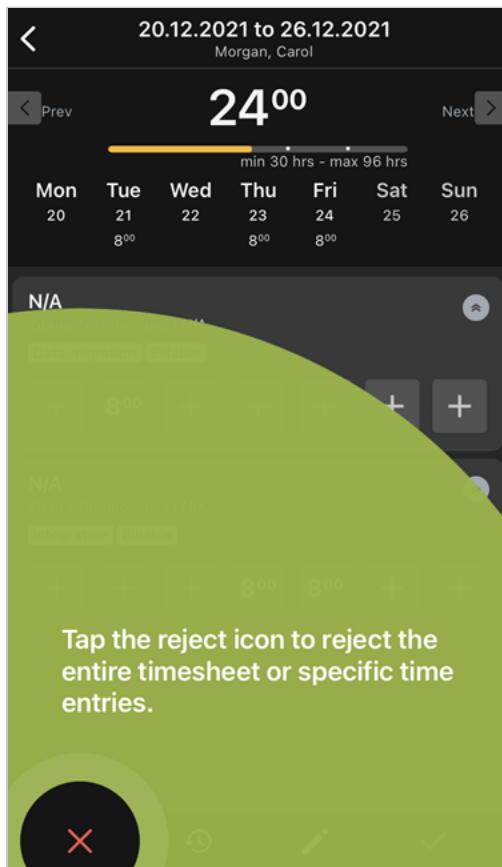 20.12.2021 to 26.12.2021
Morgan, Carol
Prev 24⁰⁰ Next
min 30 hrs - max 96 hrs
Mon Tue Wed Thu Fri Sat Sun
20 21 22 23 24 25 26
8⁰⁰ 8⁰⁰ 8⁰⁰
N/A
8⁰⁰ + +
N/A
8⁰⁰ 8⁰⁰
Tap the reject icon to reject the
entire timesheet or specific time
entries.